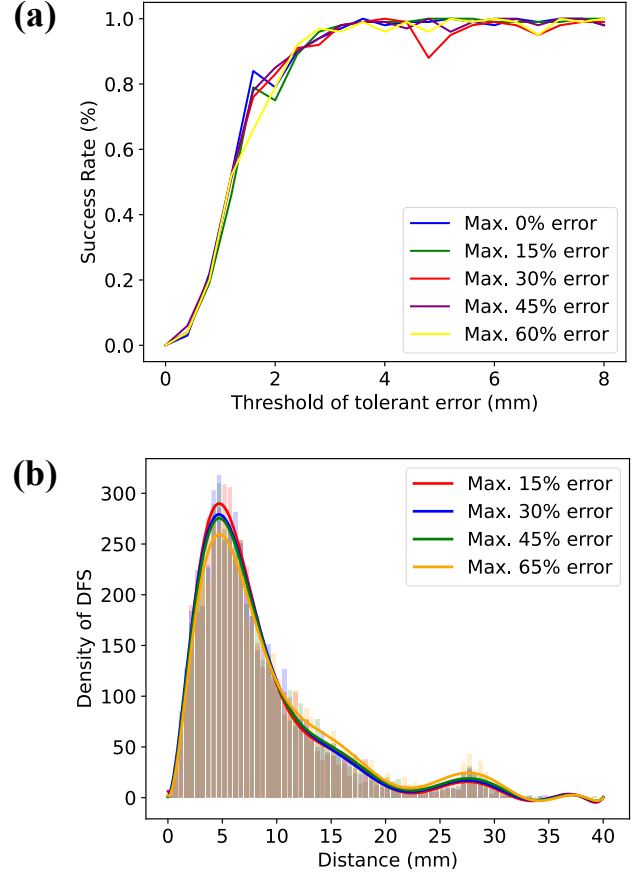 (a)
1.0
0.8
0.6
0.4
0.2
0.0
Success Rate (%)
Max. 0% error
Max. 15% error
Max. 30% error
Max. 45% error
Max. 60% error
0 2 4 6 8
Threshold of tolerant error (mm)
(b)
300
250
200
150
100
50
0
Density of DFS
Max. 15% error
Max. 30% error
Max. 45% error
Max. 65% error
0 5 10 15 20 25 30 35 40
Distance (mm)